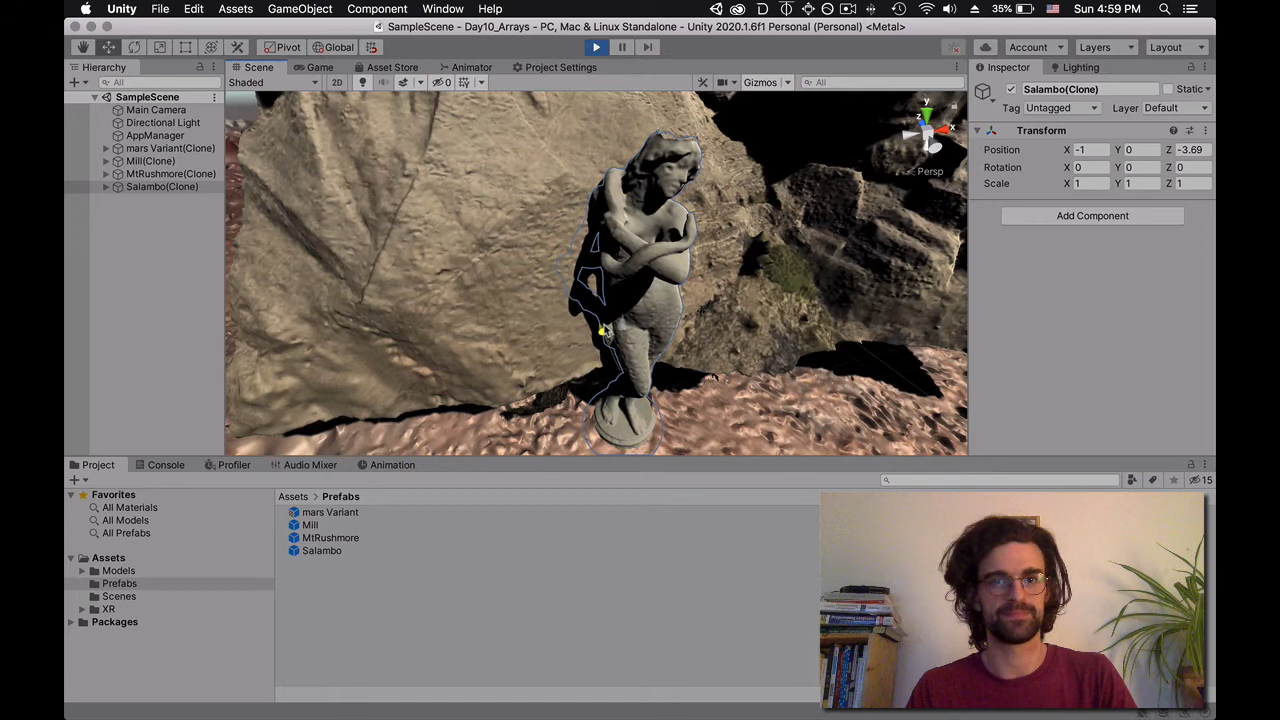 Unity File Edit Assets GameObject Component Window Help 35% Sun 4:59 PM
SampleScene - Day10_Arrays - PC, Mac & Linux Standalone - Unity 2020.1.6f1 Personal (Personal) <Metal>
Pivot Global Account Layers Layout
Hierarchy
Scene Game Asset Store Animator Project Settings
Inspector Lighting
All
Shaded 2D 0 Gizmos All
SampleScene
Main Camera
Directional Light
AppManager
mars Variant(Clone)
Mill(Clone)
MtRushmore(Clone)
Salambo(Clone)
y
z
x
Persp
Salambo(Clone) Static
Tag Untagged Layer Default
Transform
Position X -1 Y 0 Z -3.69
Rotation X 0 Y 0 Z 0
Scale X 1 Y 1 Z 1
Add Component
Project Console Profiler Audio Mixer Animation
15
Favorites
All Materials
All Models
All Prefabs
Assets
Models
Prefabs
Scenes
XR
Packages
Assets > Prefabs
mars Variant
Mill
MtRushmore
Salambo